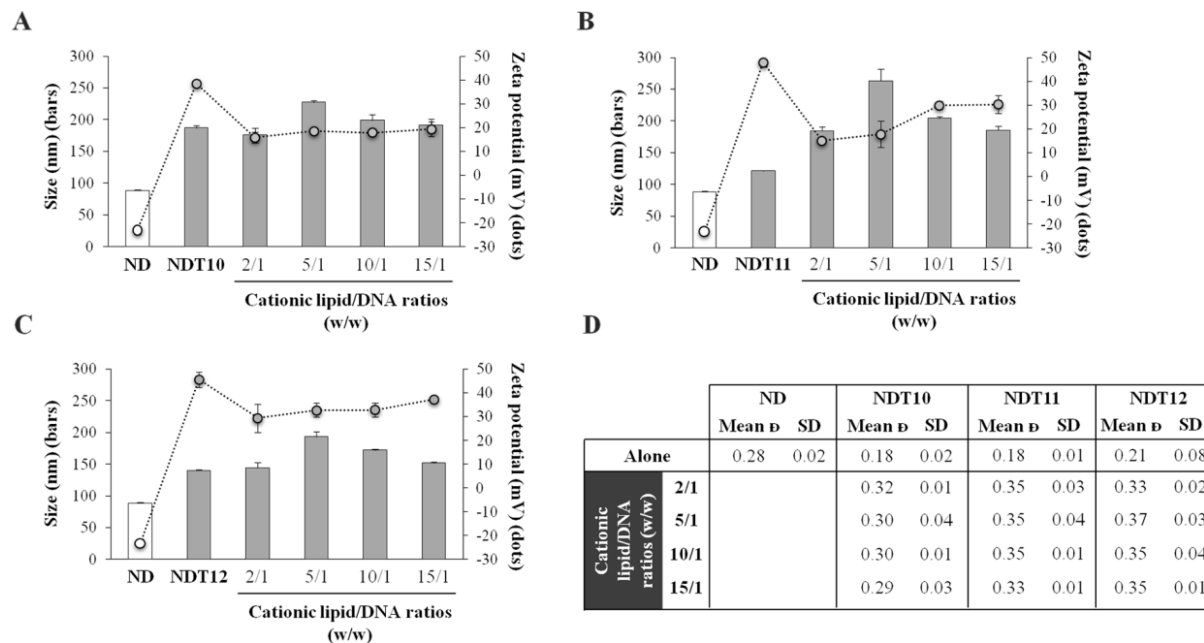 A
Size (nm) (bars)
300
250
200
150
100
50
0
Zeta potential (mV) (dots)
50
40
30
20
10
0
-10
-20
-30
ND NDT10 2/1 5/1 10/1 15/1
Cationic lipid/DNA ratios
(w/w)
B
Size (nm) (bars)
300
250
200
150
100
50
0
Zeta potential (mV) (dots)
50
40
30
20
10
0
-10
-20
-30
ND NDT11 2/1 5/1 10/1 15/1
Cationic lipid/DNA ratios
(w/w)
C
Size (nm) (bars)
300
250
200
150
100
50
0
Zeta potential (mV) (dots)
50
40
30
20
10
0
-10
-20
-30
ND NDT12 2/1 5/1 10/1 15/1
Cationic lipid/DNA ratios
(w/w)
D
ND NDT10 NDT11 NDT12
Mean Đ SD Mean Đ SD Mean Đ SD Mean Đ SD
Alone 0.28 0.02 0.18 0.02 0.18 0.01 0.21 0.08
Cationic
lipid/DNA
ratios (w/w)
2/1 0.32 0.01 0.35 0.03 0.33 0.02
5/1 0.30 0.04 0.35 0.04 0.37 0.03
10/1 0.30 0.01 0.35 0.01 0.35 0.04
15/1 0.29 0.03 0.33 0.01 0.35 0.01